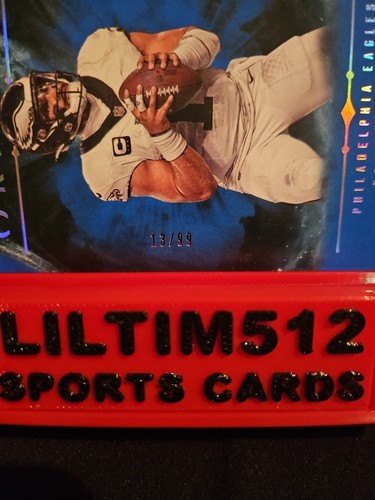 PHILADELPHIA EAGLES
13/99
LILTIM512
SPORTS CARDS